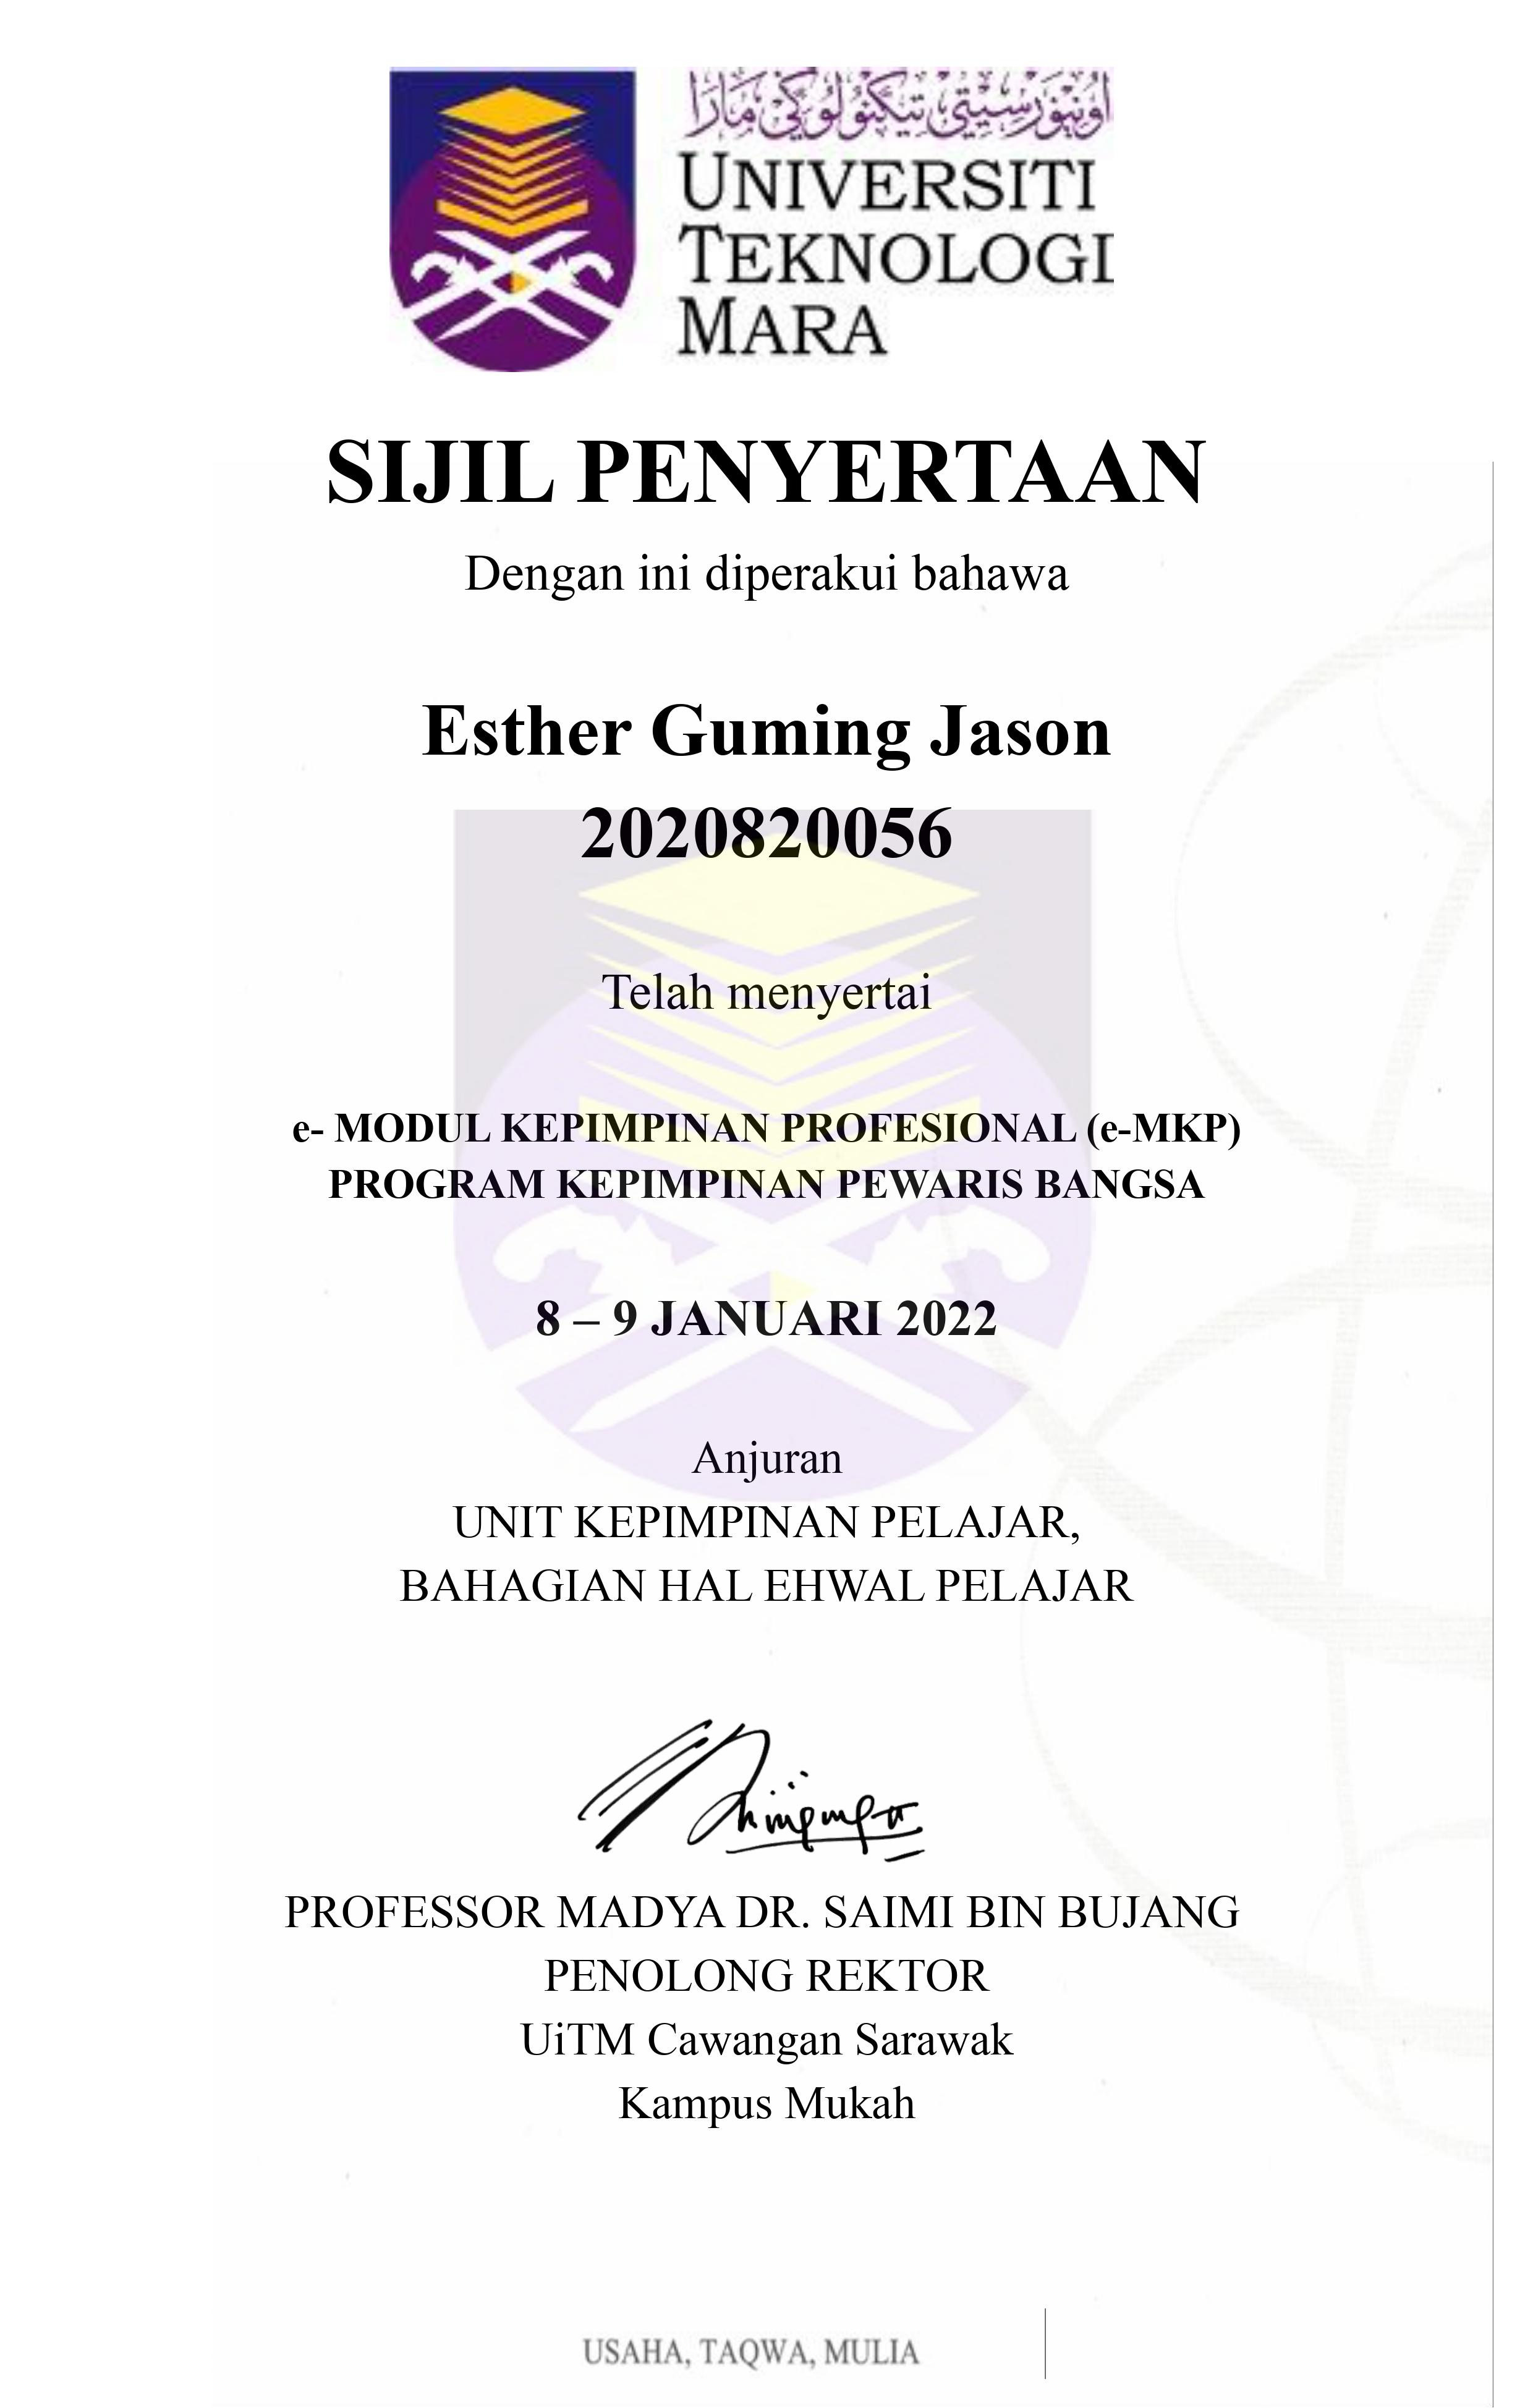 اونيۏرسيتي تيكنولوڬي مارا
UNIVERSITI
TEKNOLOGI
MARA
SIJIL PENYERTAAN
Dengan ini diperakui bahawa
Esther Guming Jason
2020820056
Telah menyertai
e- MODUL KEPIMPINAN PROFESIONAL (e-MKP)
PROGRAM KEPIMPINAN PEWARIS BANGSA
8 – 9 JANUARI 2022
Anjuran
UNIT KEPIMPINAN PELAJAR,
BAHAGIAN HAL EHWAL PELAJAR
PROFESSOR MADYA DR. SAIMI BIN BUJANG
PENOLONG REKTOR
UiTM Cawangan Sarawak
Kampus Mukah
USAHA, TAQWA, MULIA